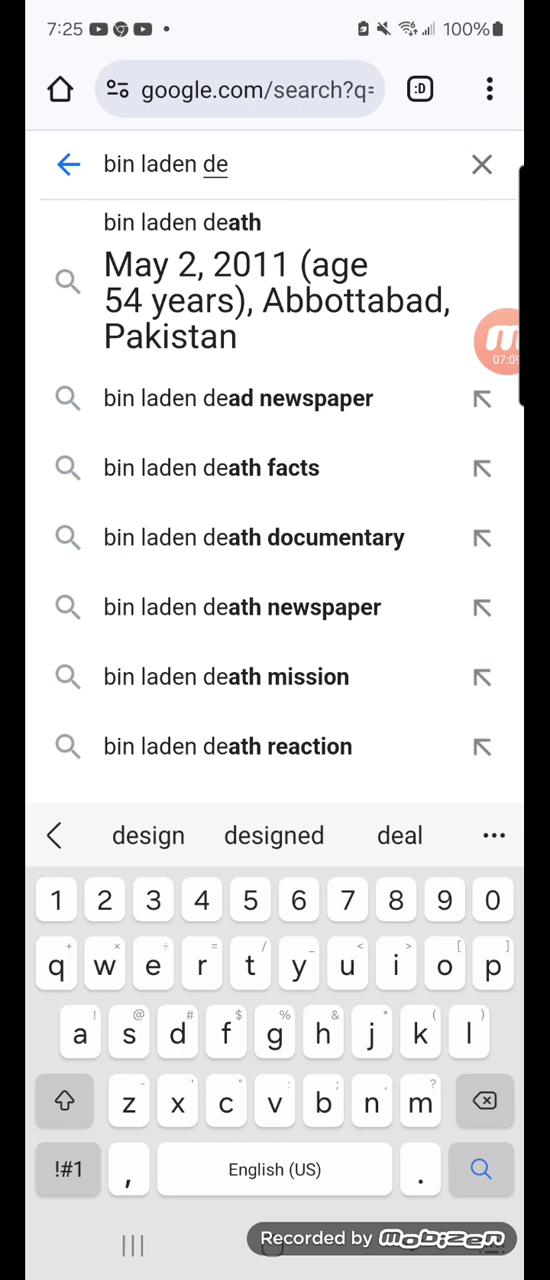 7:25 100%
google.com/search?q= :D
bin laden de
bin laden death
May 2, 2011 (age
54 years), Abbottabad,
Pakistan
07:09
bin laden dead newspaper
bin laden death facts
bin laden death documentary
bin laden death newspaper
bin laden death mission
bin laden death reaction
design designed deal
1 2 3 4 5 6 7 8 9 0
+ × ÷ = / _ < > [ ]
q w e r t y u i o p
! @ # $ % & * ( )
a s d f g h j k l
- ' " : ; , ?
z x c v b n m
!#1 , English (US) .
Recorded by mobizen